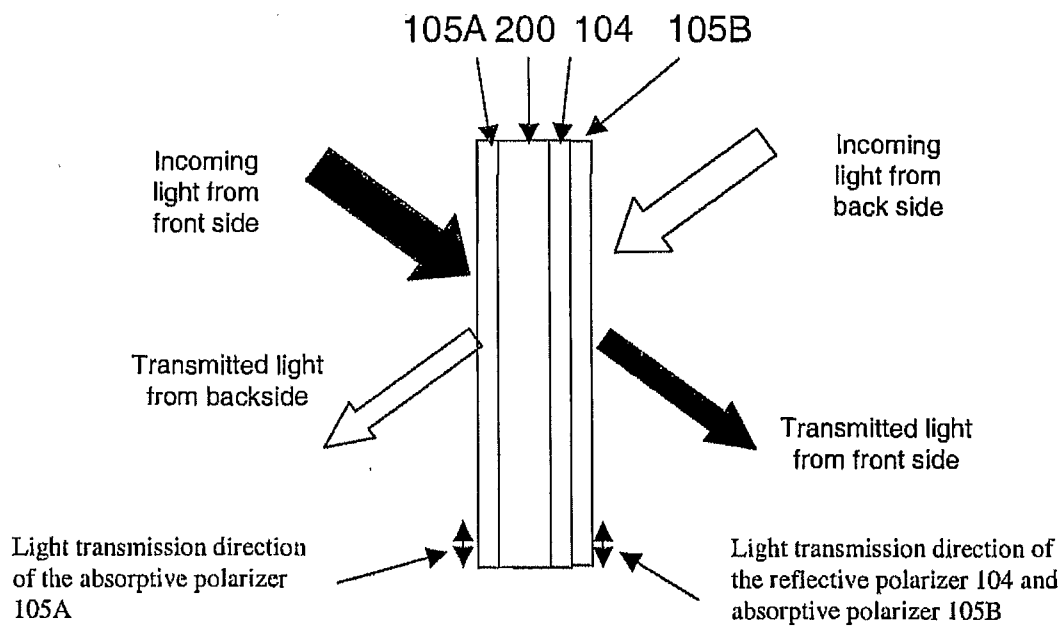 105A 200 104 105B
Incoming
light from
front side
Incoming
light from
back side
Transmitted light
from backside
Transmitted light
from front side
Light transmission direction
of the absorptive polarizer
105A
Light transmission direction of
the reflective polarizer 104 and
absorptive polarizer 105B